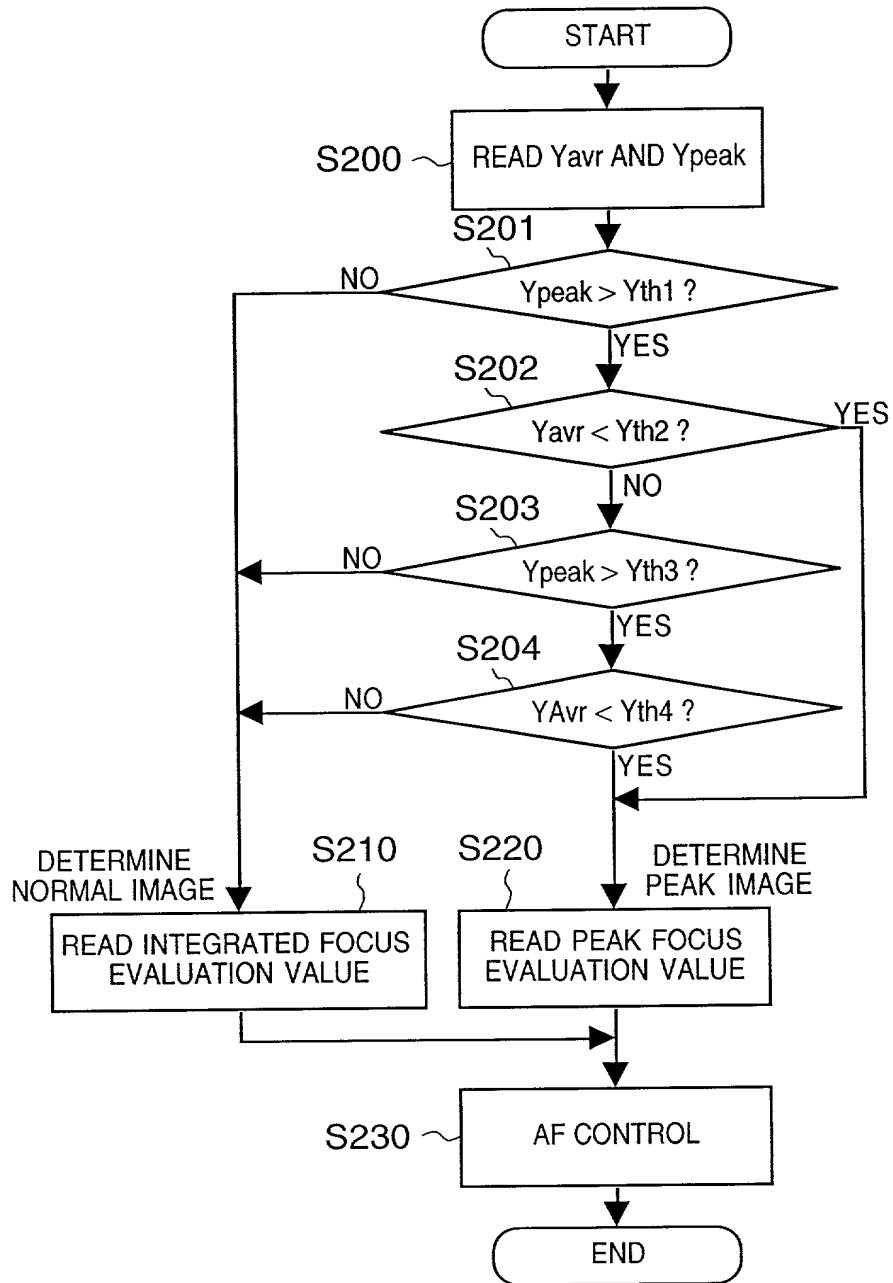 START
S200
READ Yavr AND Ypeak
S201
NO
Ypeak > Yth1 ?
YES
S202
Yavr < Yth2 ?
YES
NO
S203
NO
Ypeak > Yth3 ?
YES
S204
NO
YAvr < Yth4 ?
YES
DETERMINE
NORMAL IMAGE
S210
S220
DETERMINE
PEAK IMAGE
READ INTEGRATED FOCUS
EVALUATION VALUE
READ PEAK FOCUS
EVALUATION VALUE
S230
AF CONTROL
END